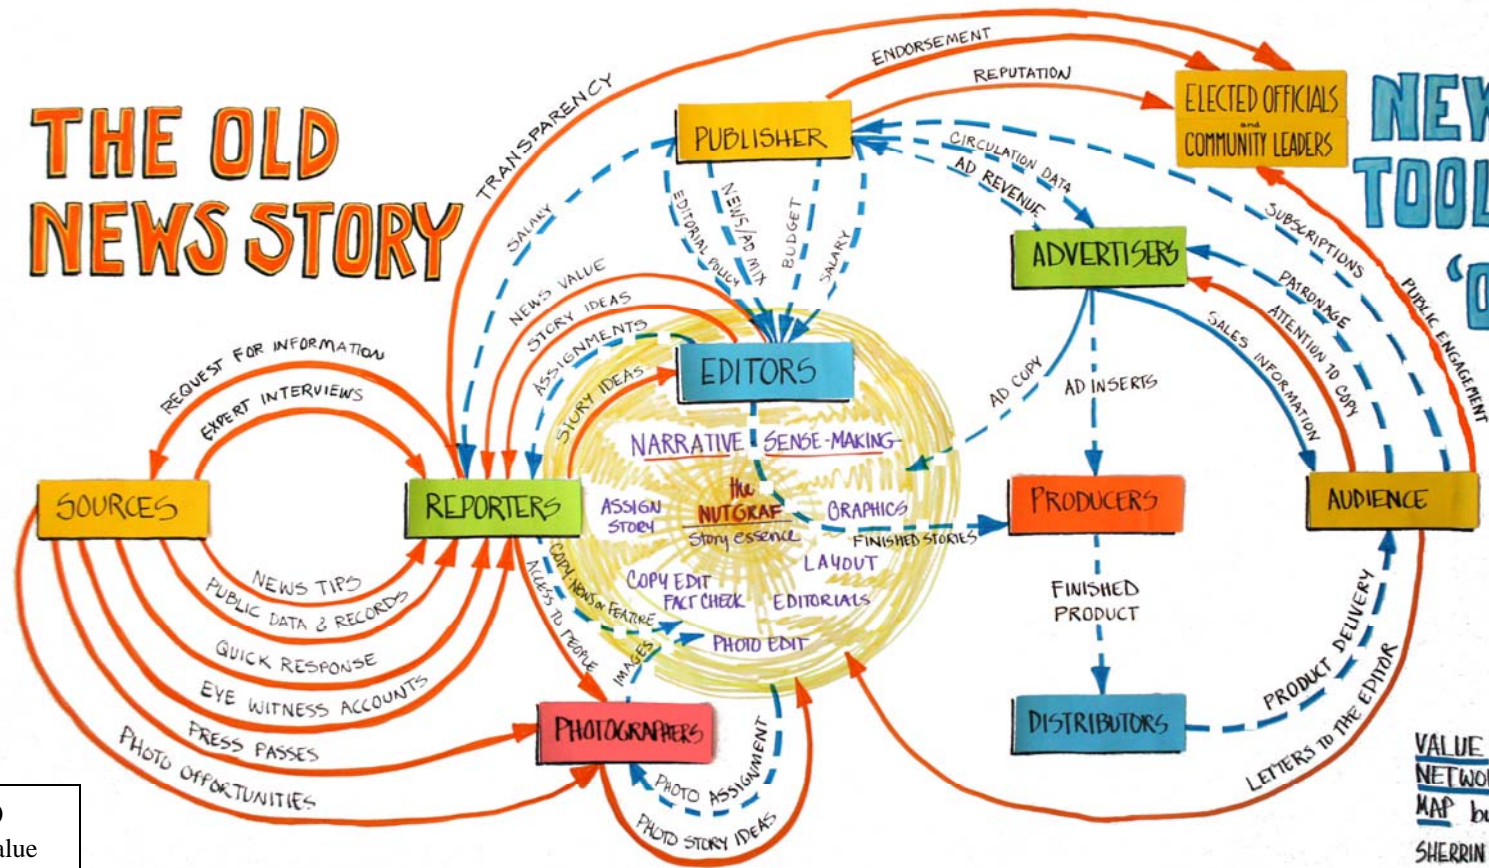 THE OLD
NEWS STORY
TRANSPARENCY
ENDORSEMENT
REPUTATION
ELECTED OFFICIALS
and
COMMUNITY LEADERS
PUBLISHER
CIRCULATION DATA
AD REVENUE
SUBSCRIPTIONS
TOOL
SALARY
EDITORIAL POLICY
NEWS/AD MIX
BUDGET
SALARY
ADVERTISERS
PATRONAGE
ATTENTION TO COPY
PUBLIC ENGAGEMENT
NEWS VALUE
STORY IDEAS
ASSIGNMENTS
STORY IDEAS
EDITORS
AD COPY
AD INSERTS
SALES INFORMATION
REQUEST FOR INFORMATION
EXPERT INTERVIEWS
NARRATIVE SENSE-MAKING
SOURCES
REPORTERS
ASSIGN
STORY
the
NUTGRAF
Story essence
GRAPHICS
FINISHED STORIES
LAYOUT
PRODUCERS
AUDIENCE
COPY EDIT
FACT CHECK
EDITORIALS
PHOTO EDIT
NEWS TIPS
PUBLIC DATA & RECORDS
QUICK RESPONSE
EYE WITNESS ACCOUNTS
PRESS PASSES
PHOTO OPPORTUNITIES
COPY-NEWS or FEATURE
ACCESS TO PEOPLE
IMAGES
PHOTOGRAPHERS
PHOTO ASSIGNMENT
PHOTO STORY IDEAS
FINISHED
PRODUCT
DISTRIBUTORS
PRODUCT DELIVERY
LETTERS TO THE EDITOR
VALUE
NETWO
MAP
SHERRIN
alue